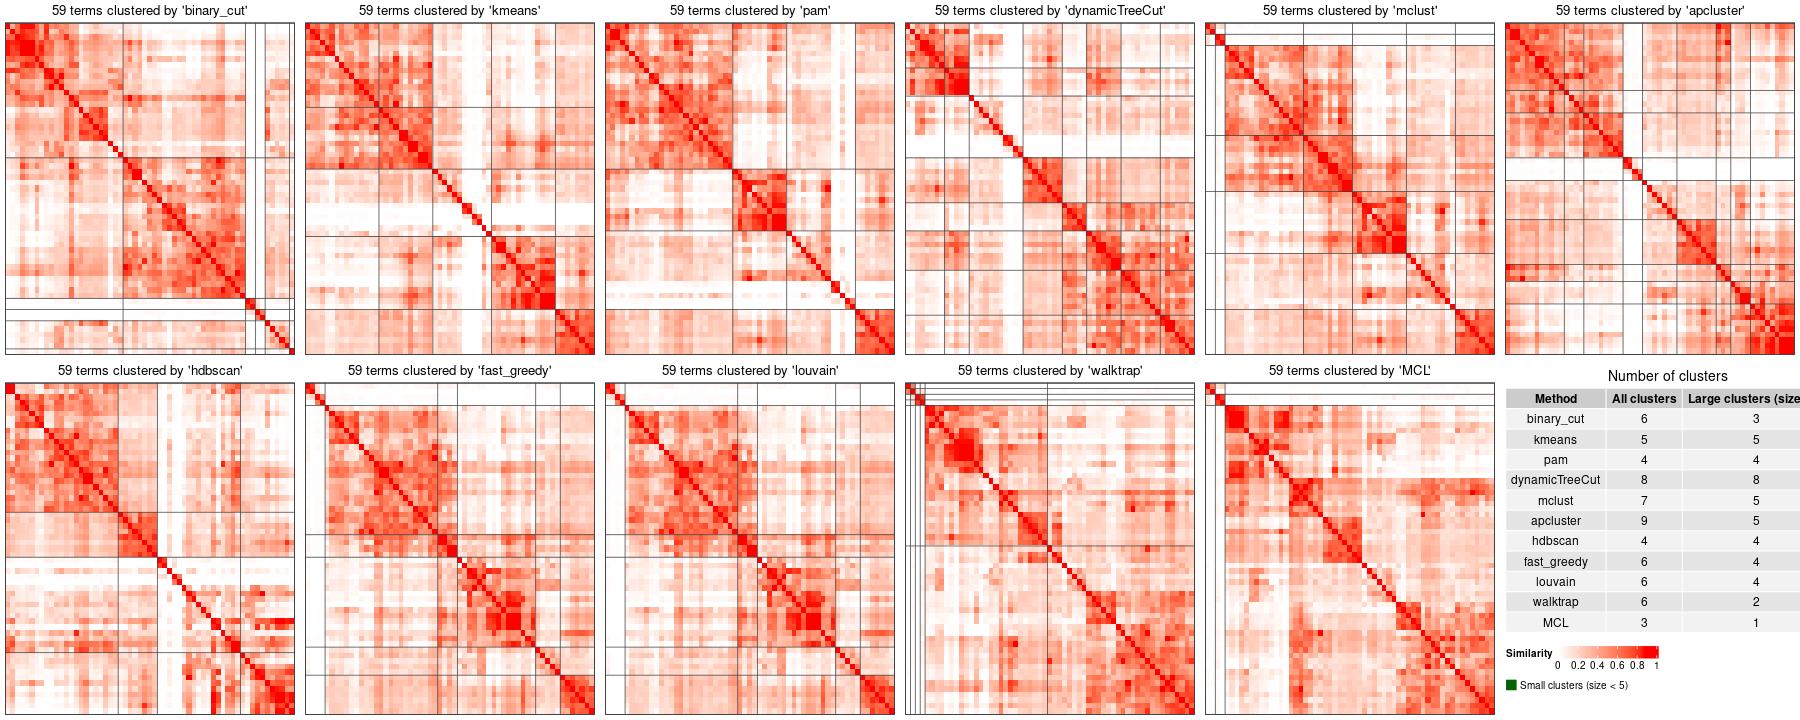 59 terms clustered by 'binary_cut'
59 terms clustered by 'kmeans'
59 terms clustered by 'pam'
59 terms clustered by 'dynamicTreeCut'
59 terms clustered by 'mclust'
59 terms clustered by 'apcluster'
59 terms clustered by 'hdbscan'
59 terms clustered by 'fast_greedy'
59 terms clustered by 'louvain'
59 terms clustered by 'walktrap'
59 terms clustered by 'MCL'
Number of clusters
Method All clusters Large clusters (size
binary_cut 6 3
kmeans 5 5
pam 4 4
dynamicTreeCut 8 8
mclust 7 5
apcluster 9 5
hdbscan 4 4
fast_greedy 6 4
louvain 6 4
walktrap 6 2
MCL 3 1
Similarity
0 0.2 0.4 0.6 0.8 1
Small clusters (size < 5)